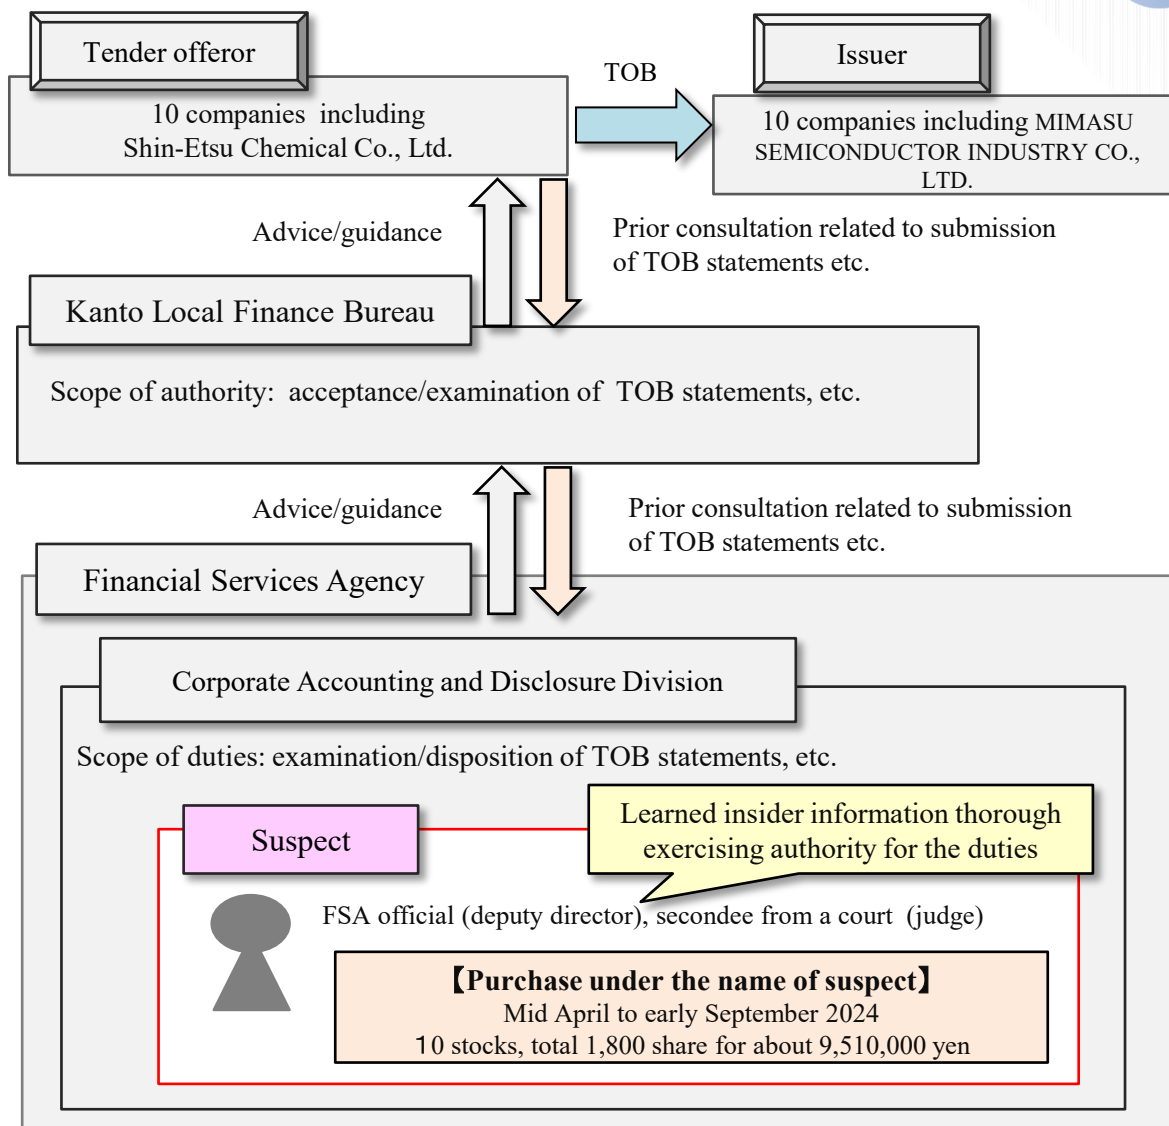 Tender offeror
10 companies including
Shin-Etsu Chemical Co., Ltd.
TOB
Issuer
10 companies including MIMASU
SEMICONDUCTOR INDUSTRY CO.,
LTD.
Advice/guidance
Prior consultation related to submission
of TOB statements etc.
Kanto Local Finance Bureau
Scope of authority: acceptance/examination of TOB statements, etc.
Advice/guidance
Prior consultation related to submission
of TOB statements etc.
Financial Services Agency
Corporate Accounting and Disclosure Division
Scope of duties: examination/disposition of TOB statements, etc.
Suspect
Learned insider information thorough
exercising authority for the duties
FSA official (deputy director), secondee from a court (judge)
【Purchase under the name of suspect】
Mid April to early September 2024
10 stocks, total 1,800 share for about 9,510,000 yen